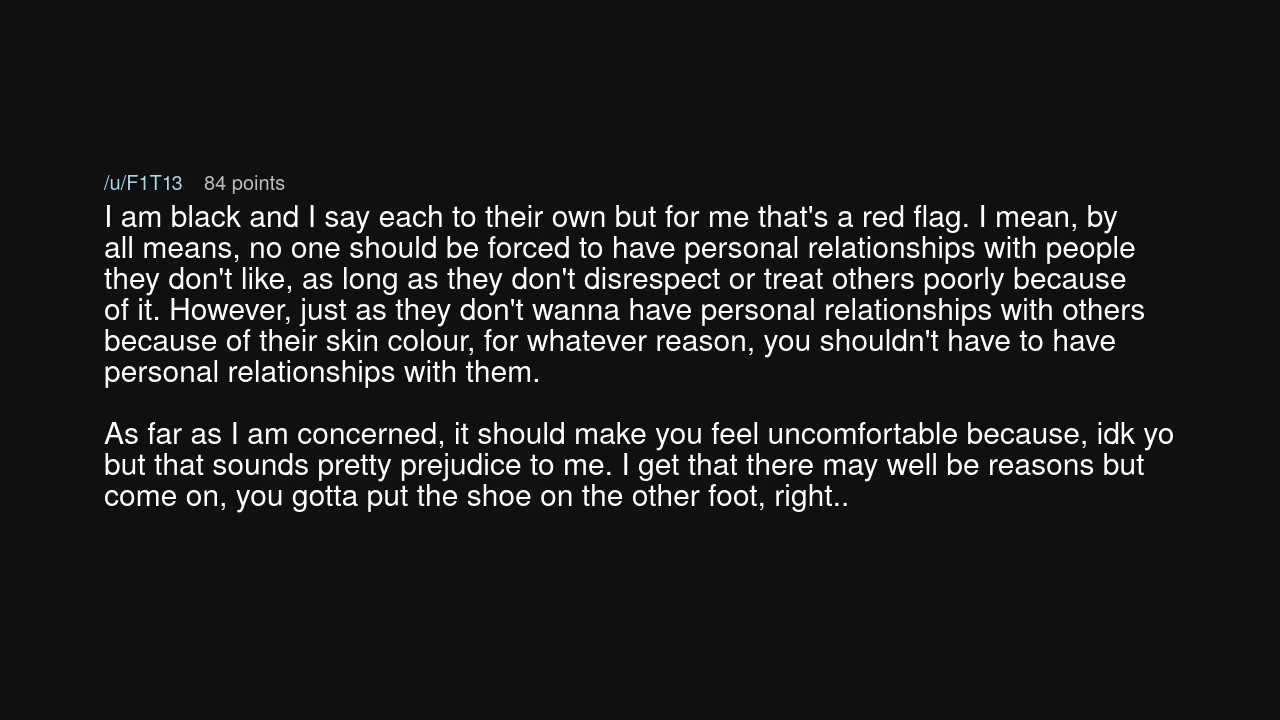 /u/F1T13 84 points
I am black and I say each to their own but for me that's a red flag. I mean, by
all means, no one should be forced to have personal relationships with people
they don't like, as long as they don't disrespect or treat others poorly because
of it. However, just as they don't wanna have personal relationships with others
because of their skin colour, for whatever reason, you shouldn't have to have
personal relationships with them.
As far as I am concerned, it should make you feel uncomfortable because, idk yo
but that sounds pretty prejudice to me. I get that there may well be reasons but
come on, you gotta put the shoe on the other foot, right..